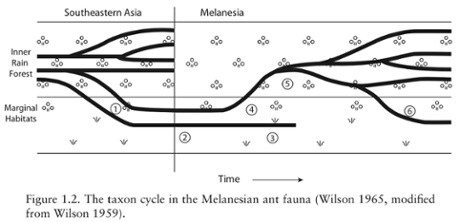 Southeastern Asia Melanesia
Inner
Rain
Forest
Marginal
Habitats
1
2
3
4
5
6
Time
Figure 1.2. The taxon cycle in the Melanesian ant fauna (Wilson 1965, modified
from Wilson 1959).